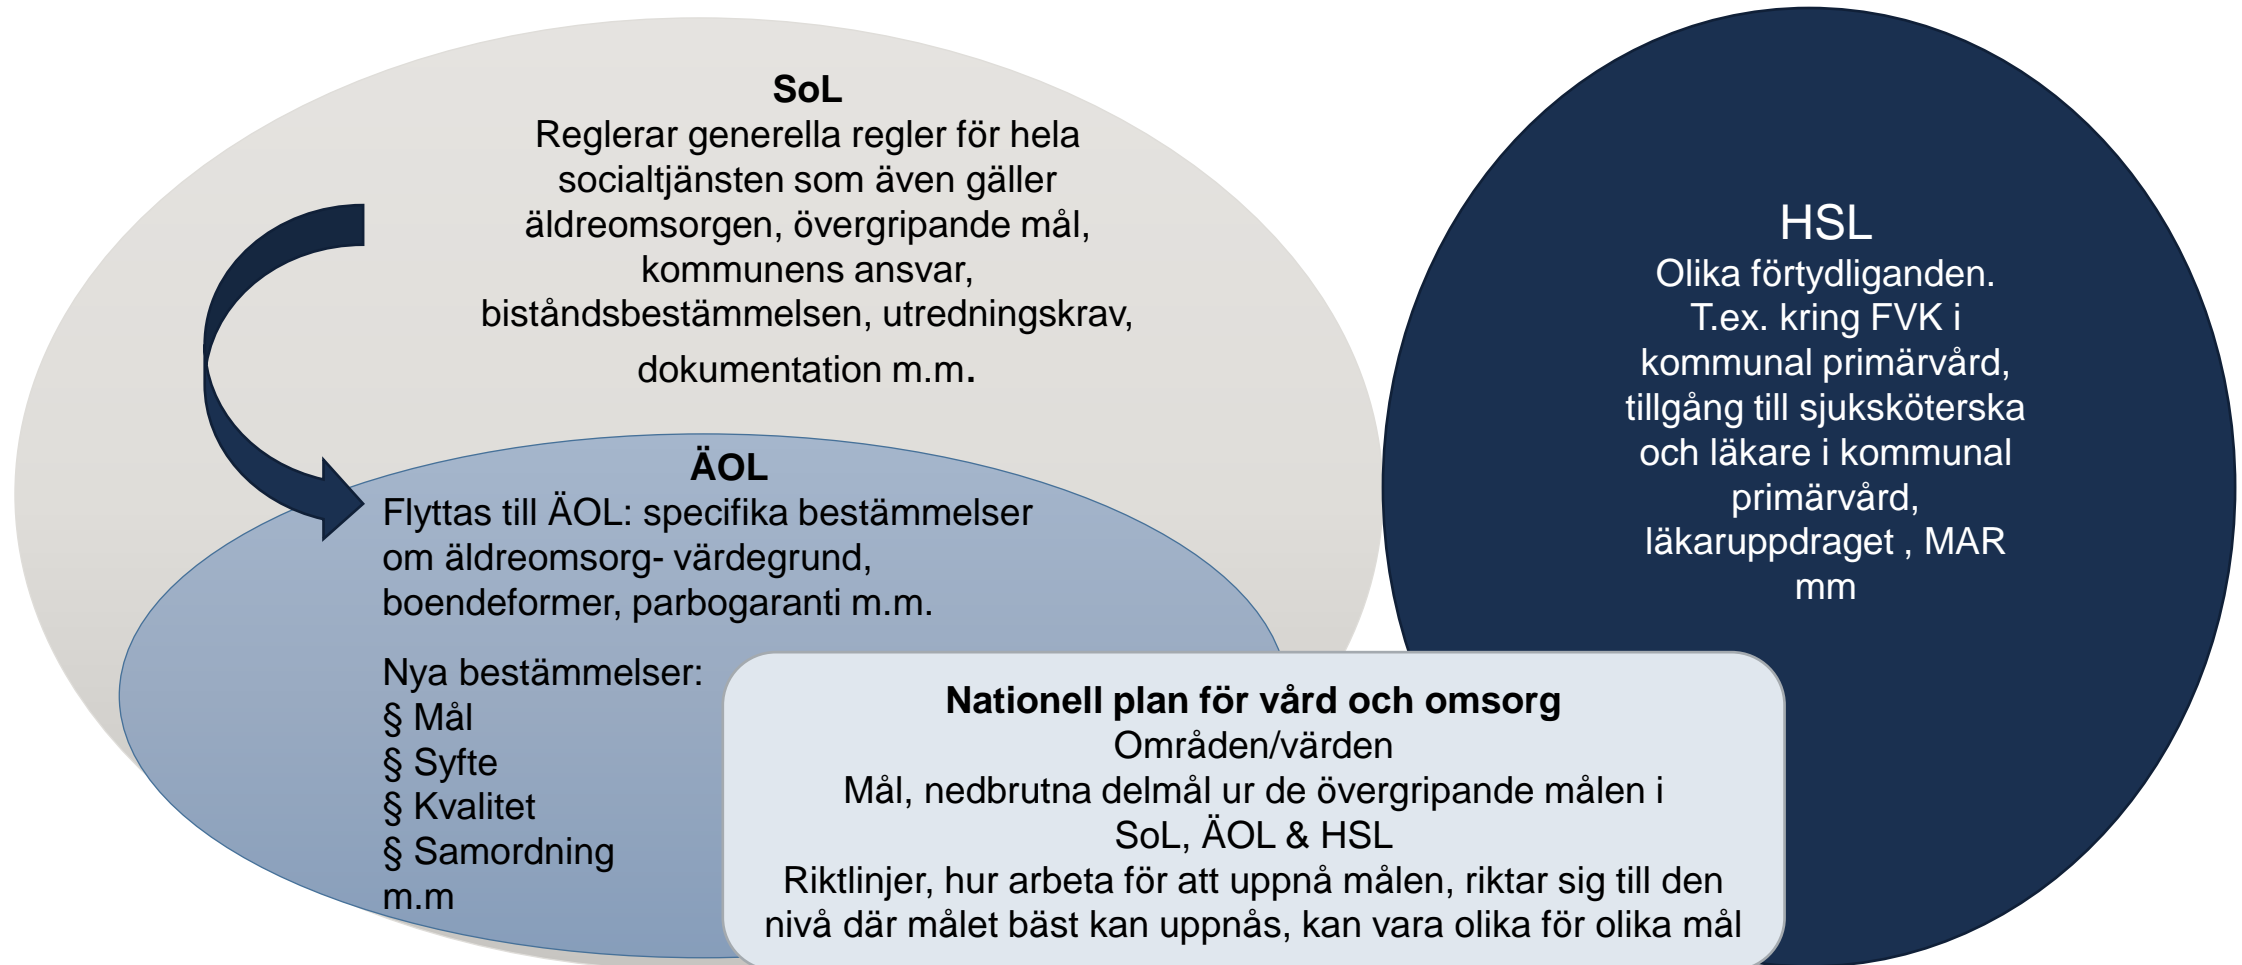 SoL
Reglerar generella regler för hela
socialtjänsten som även gäller
äldreomsorgen, övergripande mål,
kommunens ansvar,
biståndsbestämmelsen, utredningskrav,
dokumentation m.m.
ÄOL
Flyttas till ÄOL: specifika bestämmelser
om äldreomsorg- värdegrund,
boendeformer, parbogaranti m.m.
Nya bestämmelser:
§ Mål
§ Syfte
§ Kvalitet
§ Samordning
m.m
Nationell plan för vård och omsorg
Områden/värden
Mål, nedbrutna delmål ur de övergripande målen i
SoL, ÄOL & HSL
Riktlinjer, hur arbeta för att uppnå målen, riktar sig till den
nivå där målet bäst kan uppnås, kan vara olika för olika mål
HSL
Olika förtydliganden.
T.ex. kring FVK i
kommunal primärvård,
tillgång till sjuksköterska
och läkare i kommunal
primärvård,
läkaruppdraget , MAR
mm